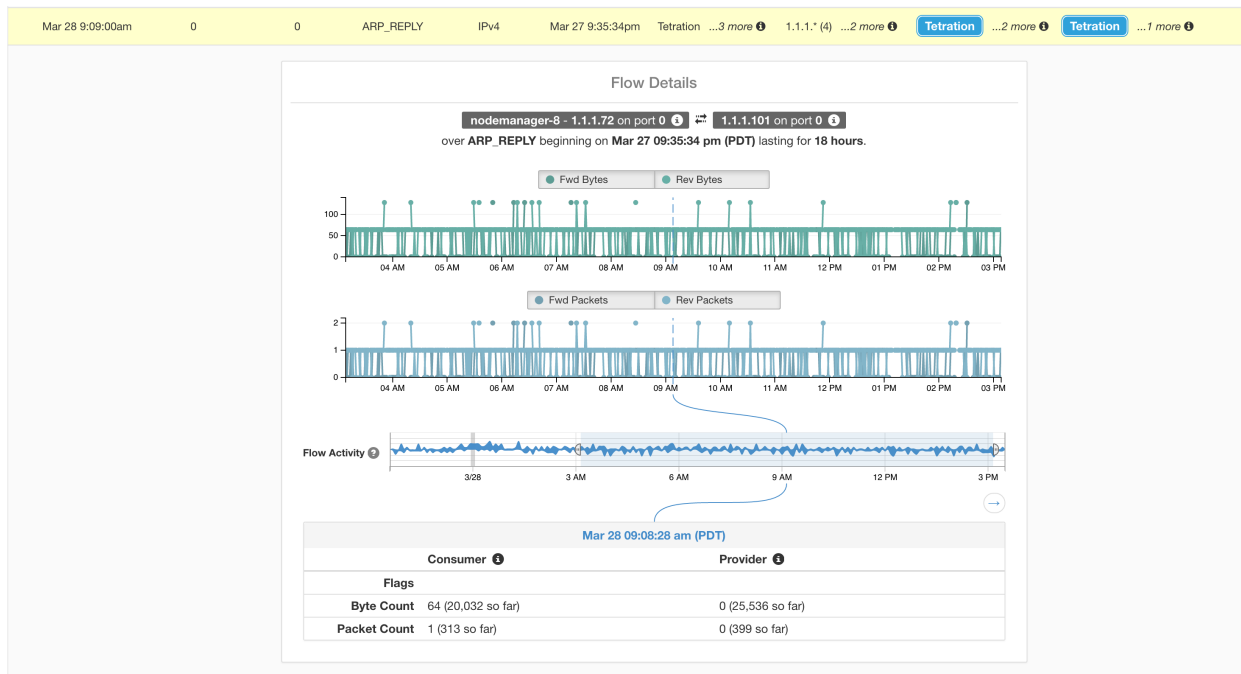 Mar 28 9:09:00am 0 0 ARP_REPLY IPv4 Mar 27 9:35:34pm Tetration ...3 more 1.1.1.* (4) ...2 more Tetration ...2 more Tetration ...1 more
Flow Details
nodemanager-8 - 1.1.1.72 on port 0 1.1.1.101 on port 0
over ARP_REPLY beginning on Mar 27 09:35:34 pm (PDT) lasting for 18 hours.
Fwd Bytes Rev Bytes
100
50
0
04 AM 05 AM 06 AM 07 AM 08 AM 09 AM 10 AM 11 AM 12 PM 01 PM 02 PM 03 PM
Fwd Packets Rev Packets
2
1
0
04 AM 05 AM 06 AM 07 AM 08 AM 09 AM 10 AM 11 AM 12 PM 01 PM 02 PM 03 PM
Flow Activity ?
3/28 3 AM 6 AM 9 AM 12 PM 3 PM
Mar 28 09:08:28 am (PDT)
Consumer Provider
Flags
Byte Count 64 (20,032 so far) 0 (25,536 so far)
Packet Count 1 (313 so far) 0 (399 so far)